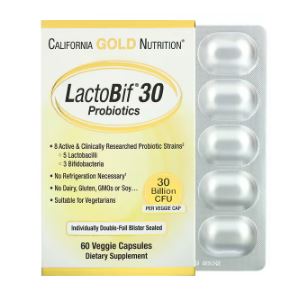 CALIFORNIA GOLD NUTRITION®
LactoBif® 30
Probiotics
• 8 Active & Clinically Researched Probiotic Strains‡
◦ 5 Lactobacilli
◦ 3 Bifidobacteria
• No Refrigeration Necessary†
• No Dairy, Gluten, GMOs or Soy...
• Suitable for Vegetarians
30
Billion
CFU
PER VEGGIE CAP
Individually Double-Foil Blister Sealed
60 Veggie Capsules
Dietary Supplement